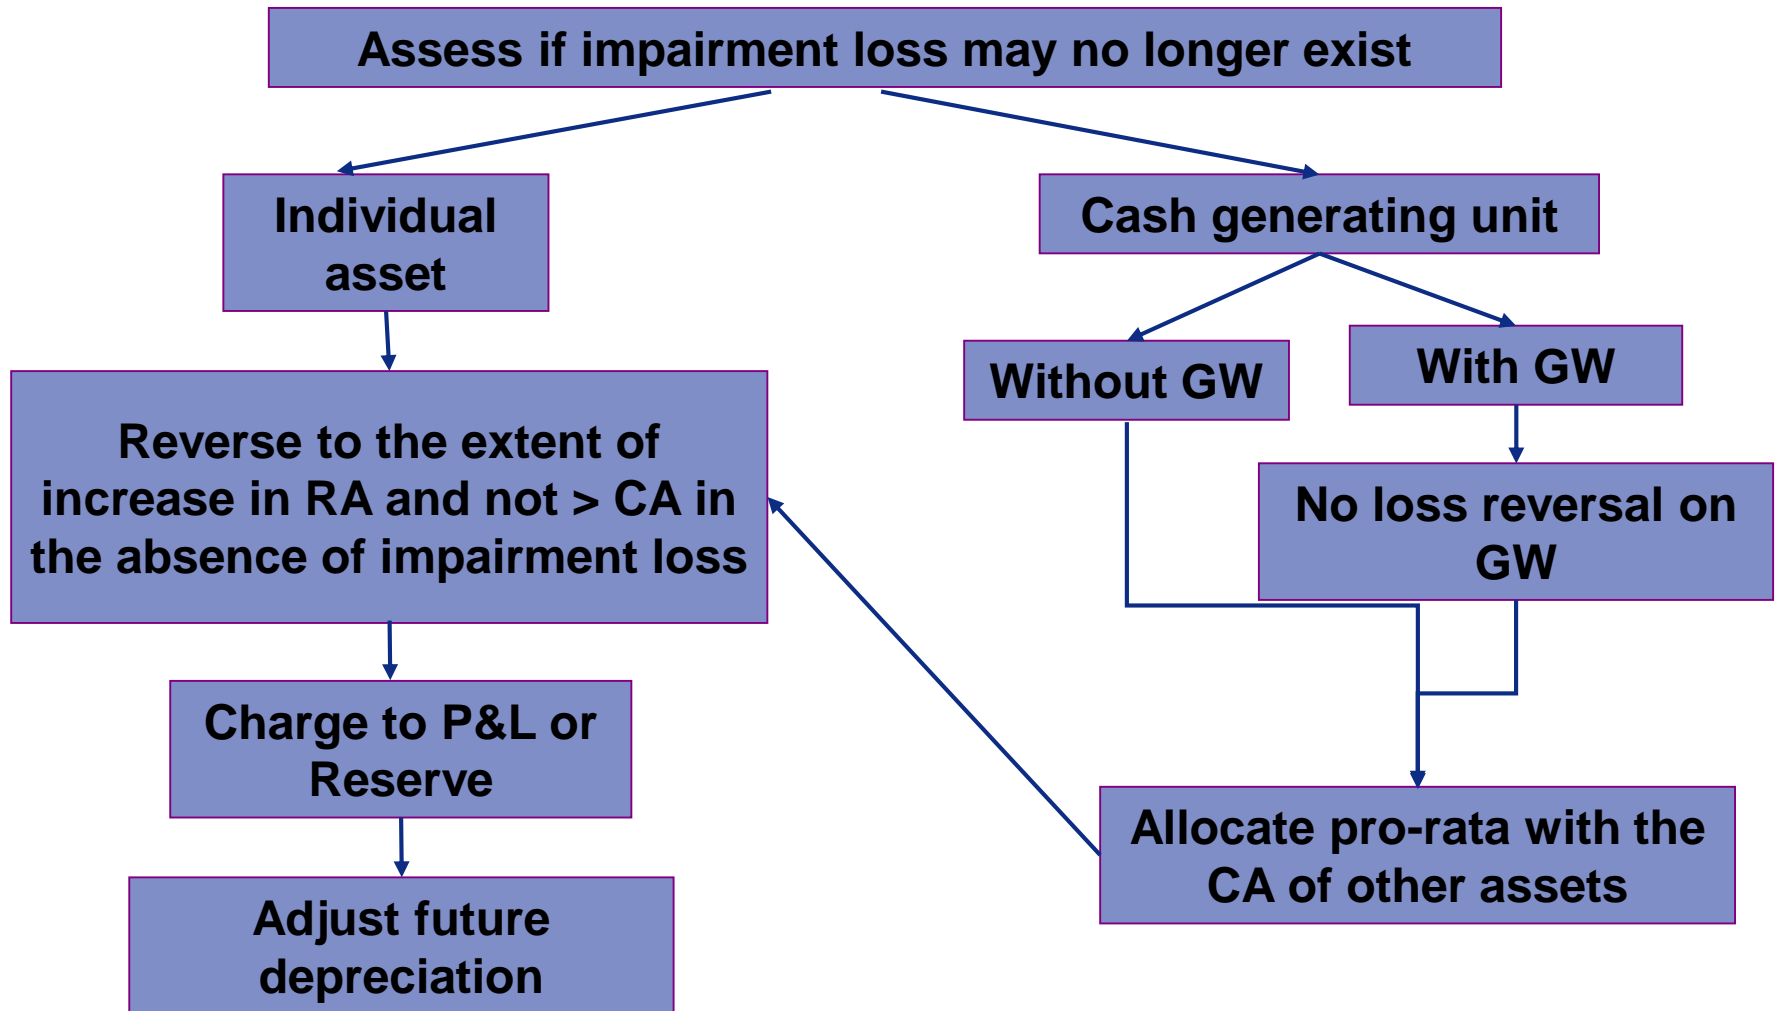 Assess if impairment loss may no longer exist
Individual
asset
Cash generating unit
Without GW
With GW
Reverse to the extent of
increase in RA and not > CA in
the absence of impairment loss
No loss reversal on
GW
Charge to P&L or
Reserve
Allocate pro-rata with the
CA of other assets
Adjust future
depreciation